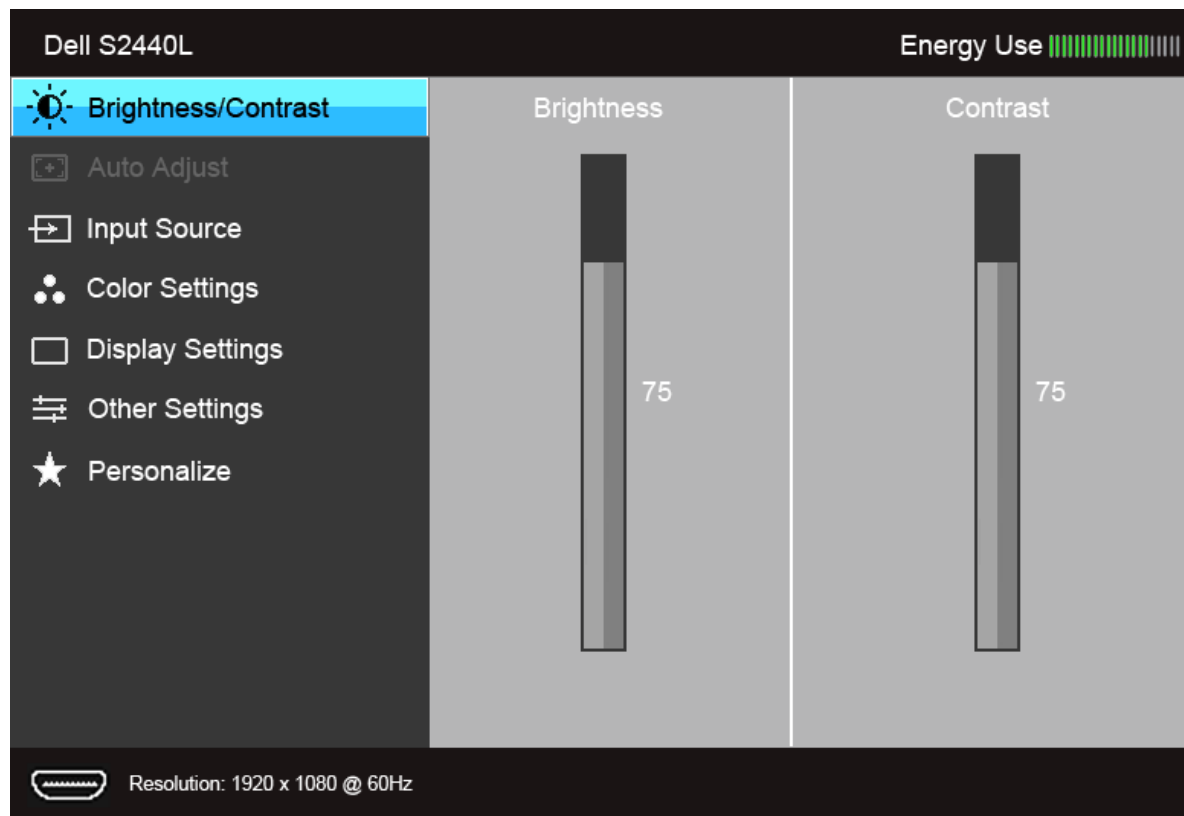 Dell S2440L
Energy Use
Brightness/Contrast
Auto Adjust
Input Source
Color Settings
Display Settings
Other Settings
Personalize
Brightness
75
Contrast
75
Resolution: 1920 x 1080 @ 60Hz